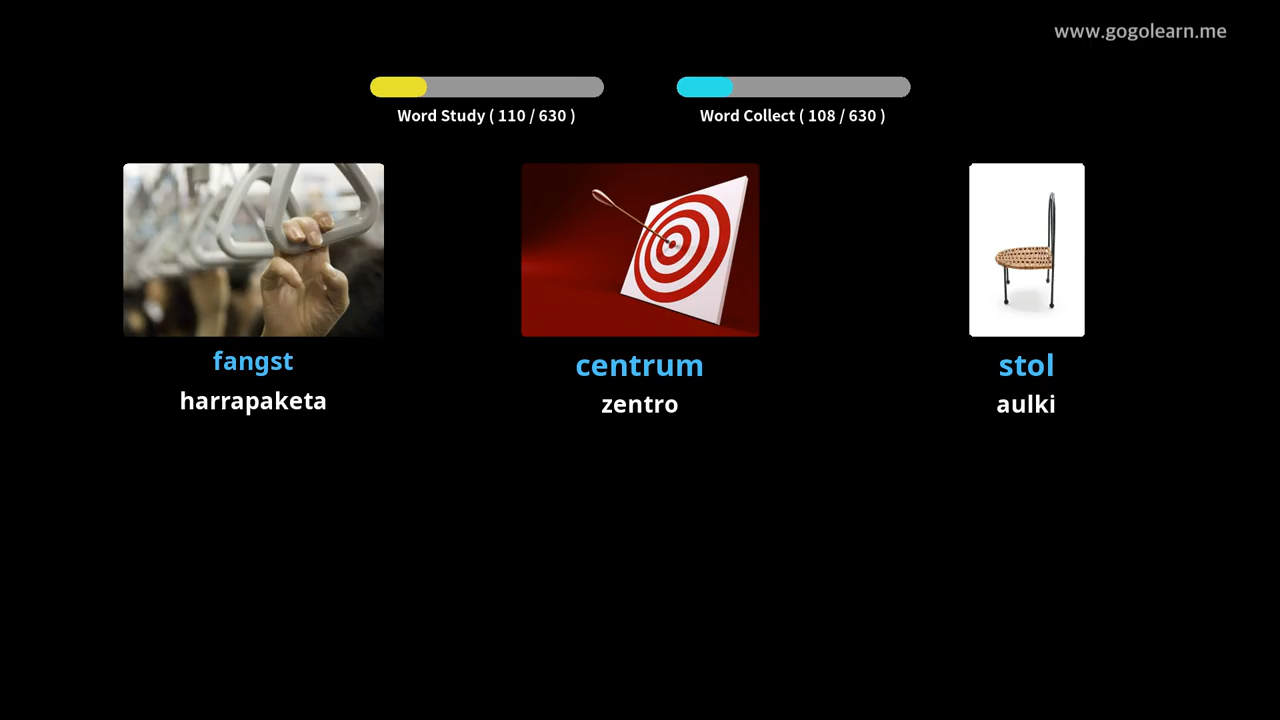 www.gogolearn.me
Word Study ( 110 / 630 )
Word Collect ( 108 / 630 )
fangst
harrapaketa
centrum
zentro
stol
aulki